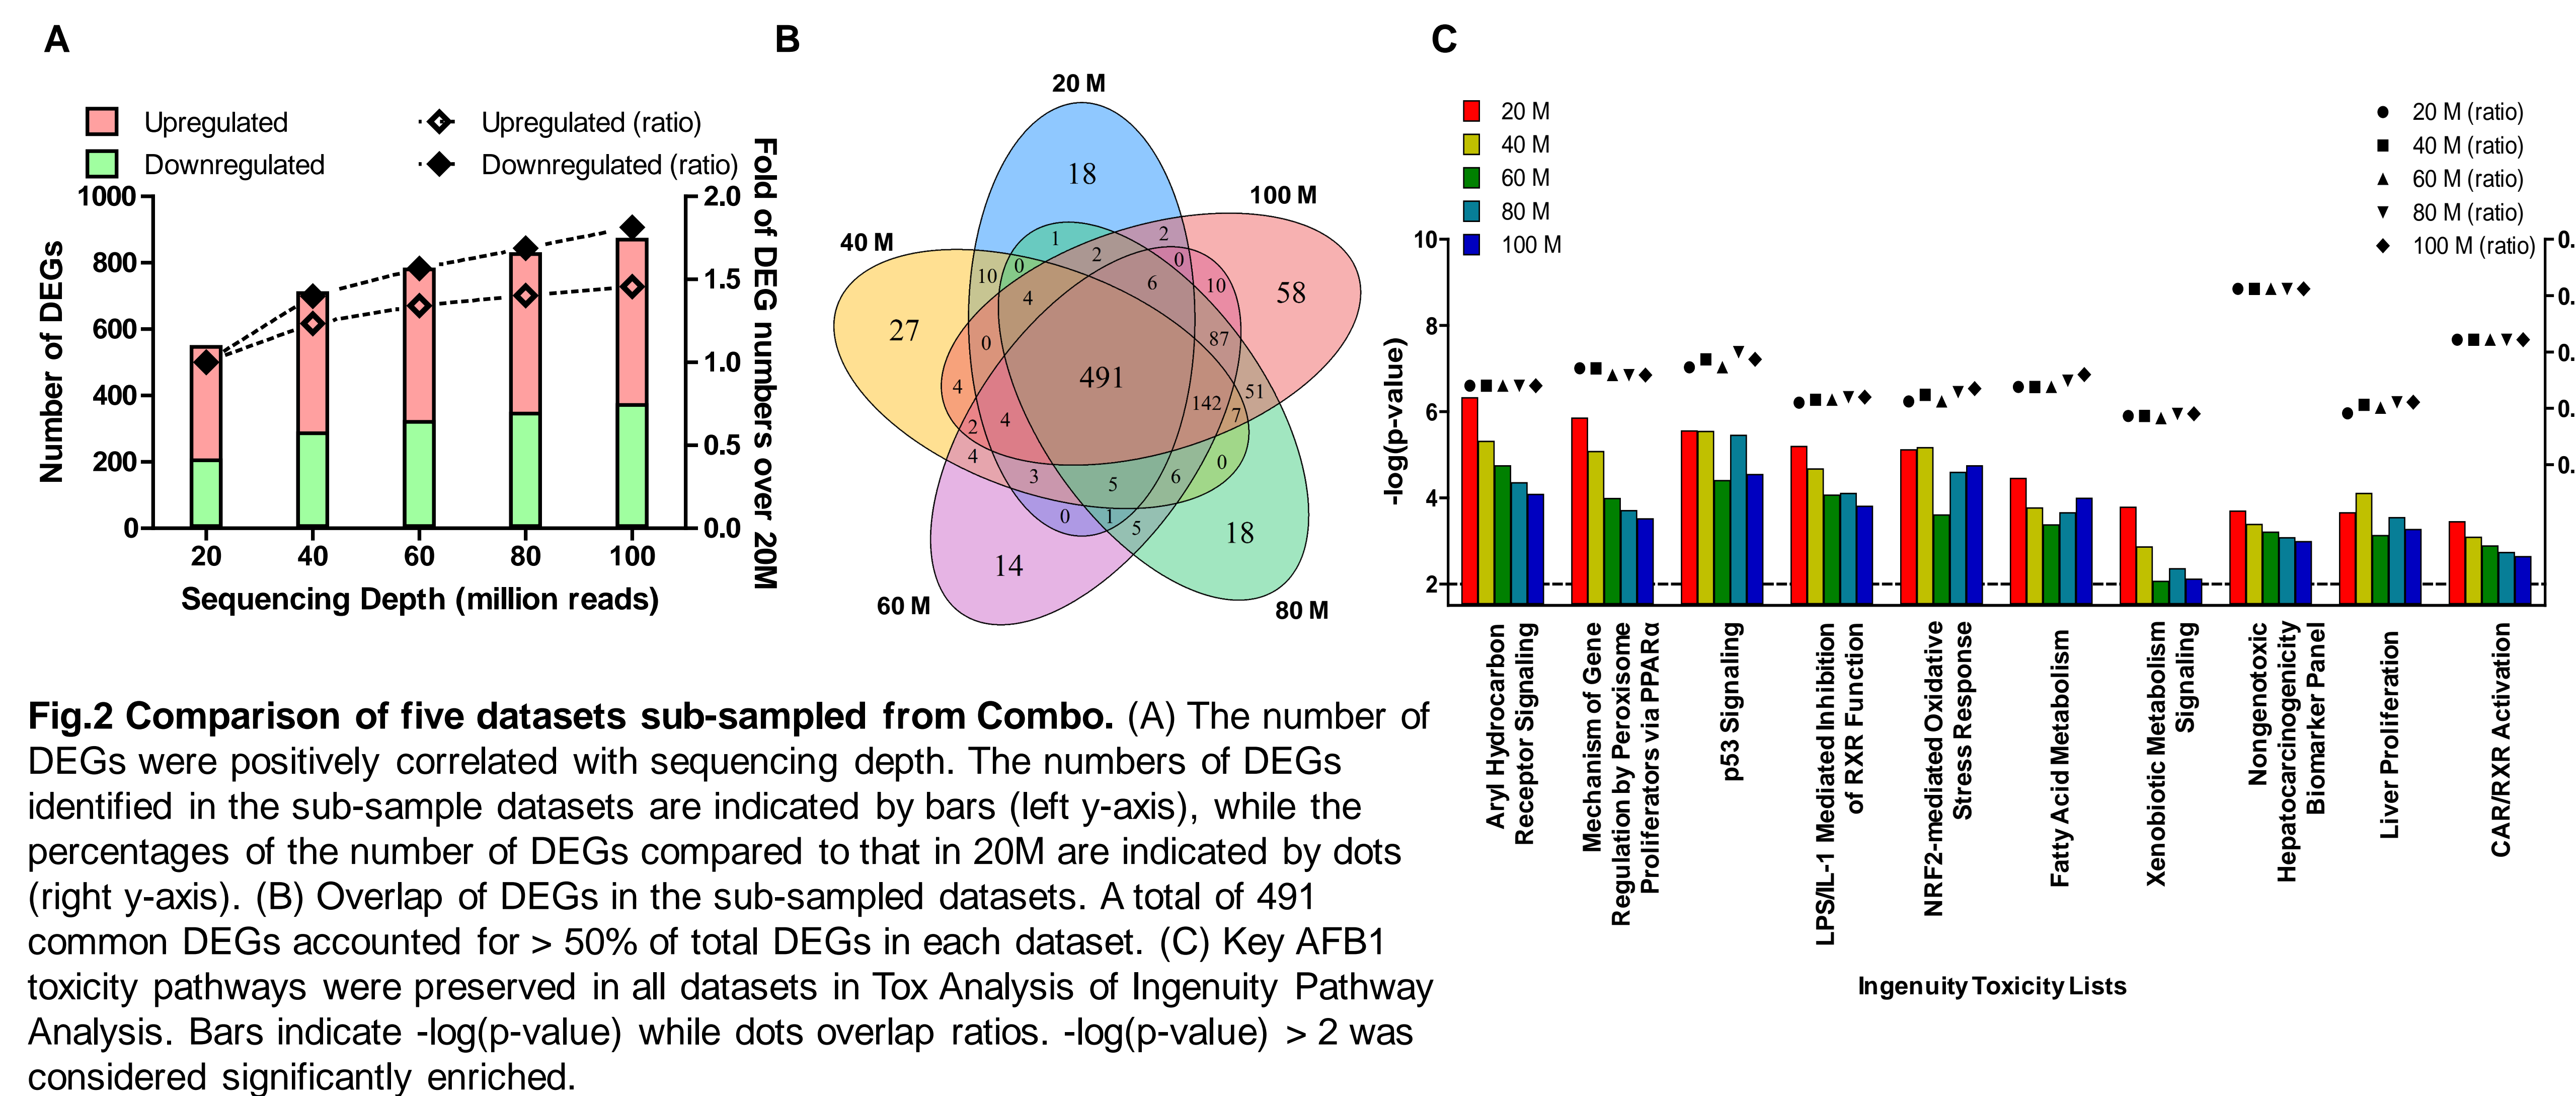 A
Upregulated
Downregulated
Upregulated (ratio)
Downregulated (ratio)
1000
800
600
400
200
0
Number of DEGs
2.0
1.5
1.0
0.5
0.0
Fold of DEG numbers over 20M
20 40 60 80 100
Sequencing Depth (million reads)
B
20 M
100 M
40 M
60 M
80 M
18
1
2
2
0
10
0
6
10
58
4
27
0
87
491
4
51
142
7
4
2
4
3
5
6
0
0
1
5
18
14
C
20 M
40 M
60 M
80 M
100 M
20 M (ratio)
40 M (ratio)
60 M (ratio)
80 M (ratio)
100 M (ratio)
10
8
6
4
2
-log(p-value)
0.
0.
0.
0.
0.
Aryl Hydrocarbon
Receptor Signaling
Mechanism of Gene
Regulation by Peroxisome
Proliferators via PPARα
p53 Signaling
LPS/IL-1 Mediated Inhibition
of RXR Function
NRF2-mediated Oxidative
Stress Response
Fatty Acid Metabolism
Xenobiotic Metabolism
Signaling
Nongenotoxic
Hepatocarcinogenicity
Biomarker Panel
Liver Proliferation
CAR/RXR Activation
Ingenuity Toxicity Lists
Fig.2 Comparison of five datasets sub-sampled from Combo. (A) The number of
DEGs were positively correlated with sequencing depth. The numbers of DEGs
identified in the sub-sample datasets are indicated by bars (left y-axis), while the
percentages of the number of DEGs compared to that in 20M are indicated by dots
(right y-axis). (B) Overlap of DEGs in the sub-sampled datasets. A total of 491
common DEGs accounted for > 50% of total DEGs in each dataset. (C) Key AFB1
toxicity pathways were preserved in all datasets in Tox Analysis of Ingenuity Pathway
Analysis. Bars indicate -log(p-value) while dots overlap ratios. -log(p-value) > 2 was
considered significantly enriched.